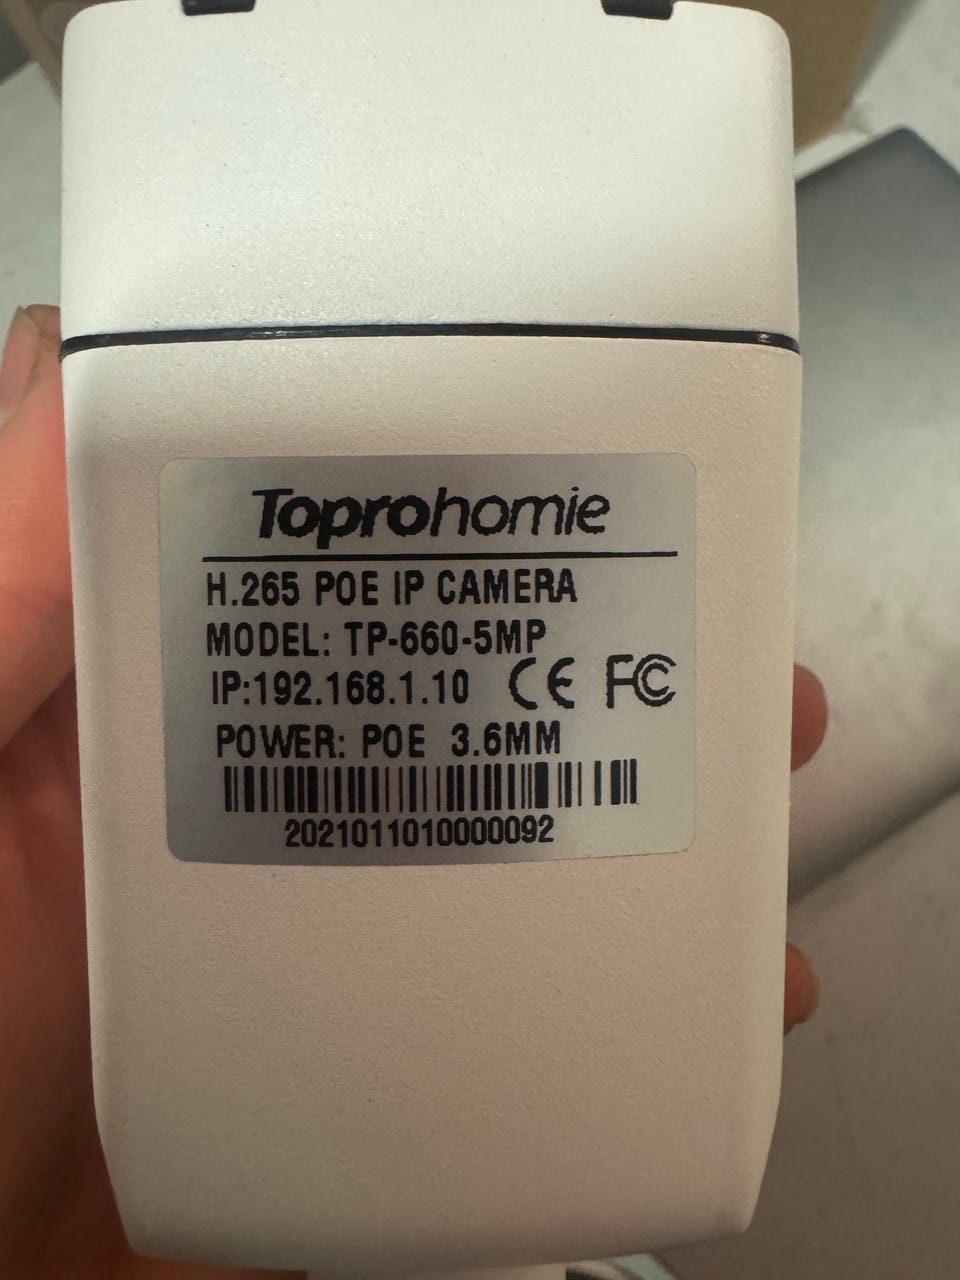 Toprohomie
H.265 POE IP CAMERA
MODEL: TP-660-5MP
IP:192.168.1.10 CE FC
POWER: POE 3.6MM
2021011010000092